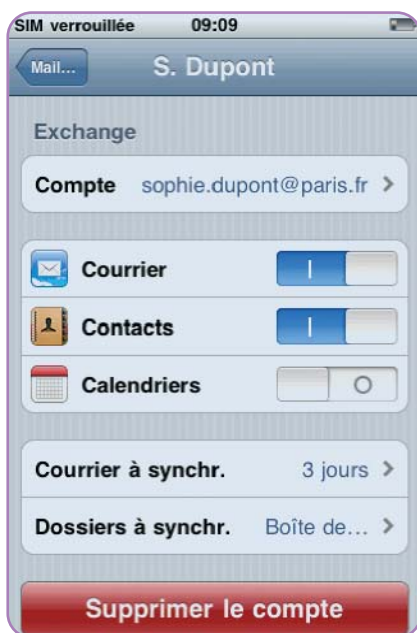 SIM verrouillée 09:09
Mail... S. Dupont
Exchange
Compte sophie.dupont@paris.fr
Courrier
Contacts
Calendriers
Courrier à synchr. 3 jours
Dossiers à synchr. Boîte de...
Supprimer le compte